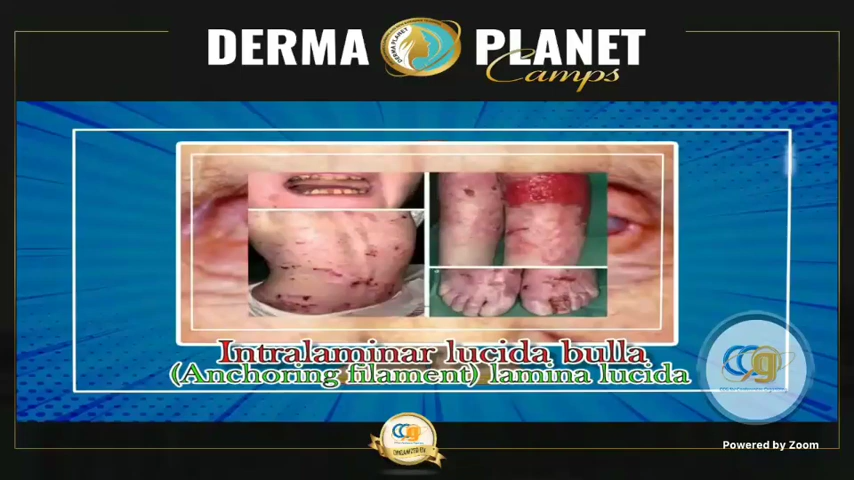 DERMA PLANET
Camps
Intralaminar lucida bulla
(Anchoring filament) lamina lucida
Powered by Zoom